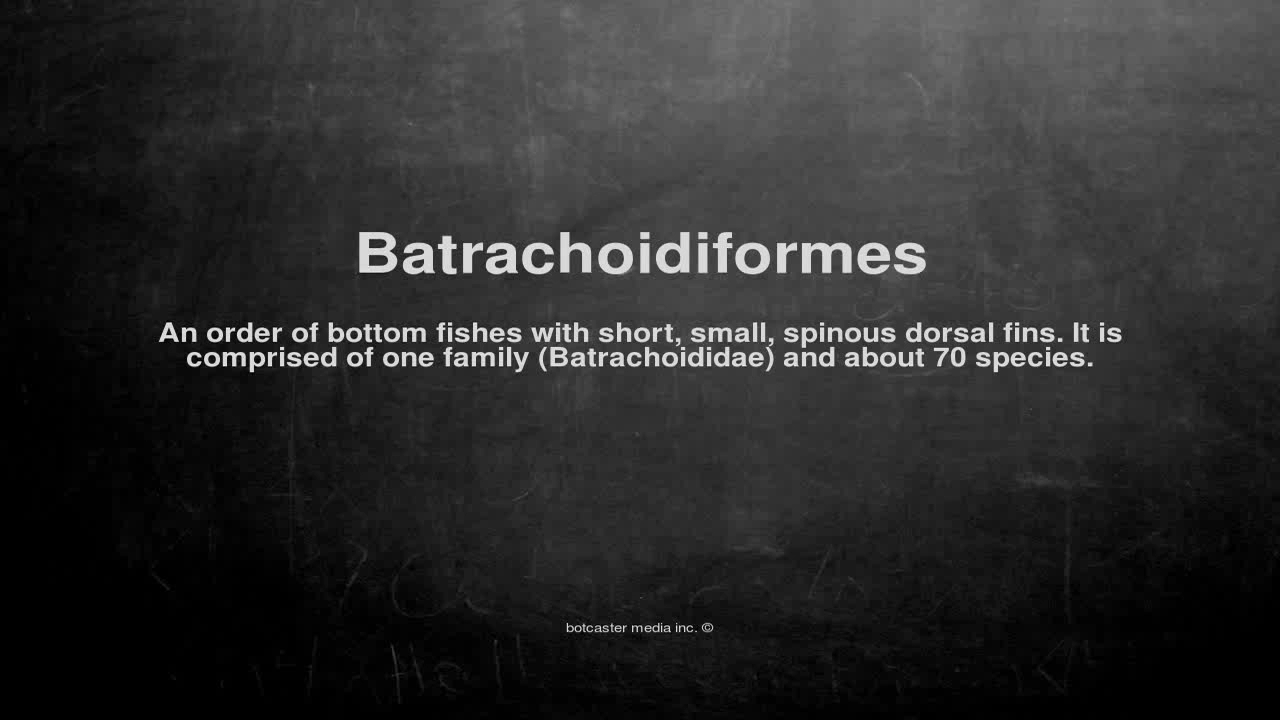 Batrachoidiformes
An order of bottom fishes with short, small, spinous dorsal fins. It is
comprised of one family (Batrachoididae) and about 70 species.
botcaster media inc. ©